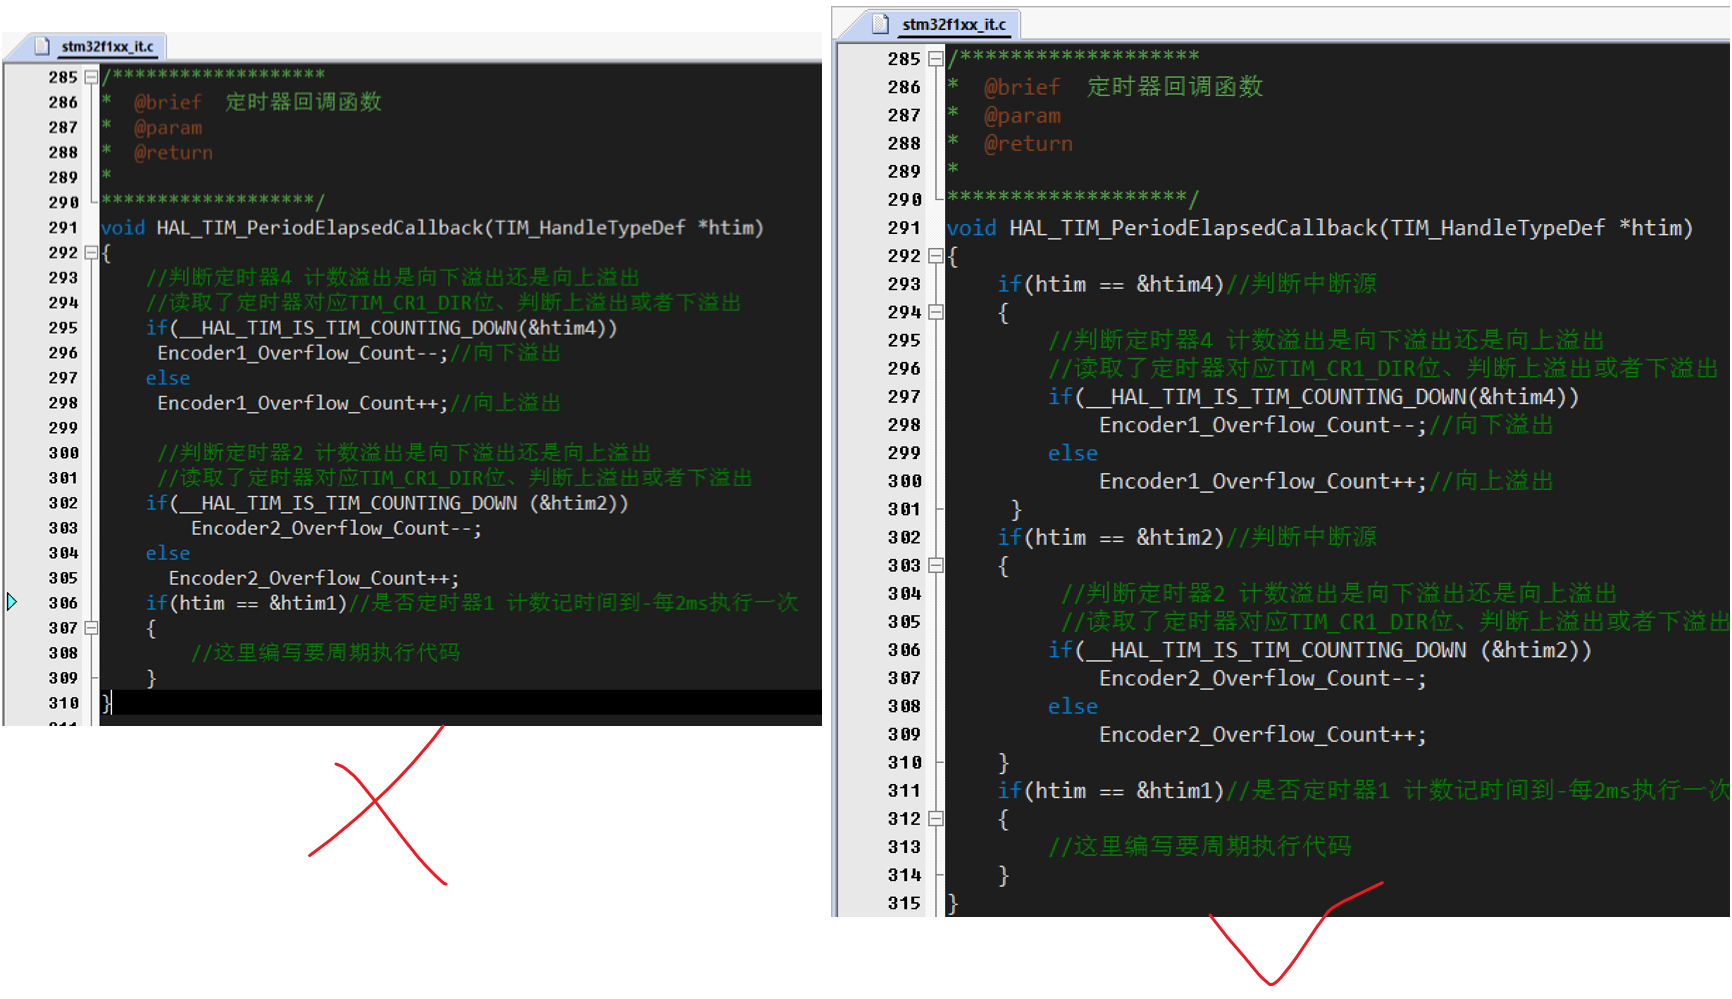 stm32f1xx_it.c
285 /*******************
286 *  @brief  定时器回调函数
287 *  @param
288 *  @return
289 *
290 *******************/
291 void HAL_TIM_PeriodElapsedCallback(TIM_HandleTypeDef *htim)
292 {
293     //判断定时器4 计数溢出是向下溢出还是向上溢出
294     //读取了定时器对应TIM_CR1_DIR位、判断上溢出或者下溢出
295     if(__HAL_TIM_IS_TIM_COUNTING_DOWN(&htim4))
296      Encoder1_Overflow_Count--;//向下溢出
297     else
298      Encoder1_Overflow_Count++;//向上溢出
299
300      //判断定时器2 计数溢出是向下溢出还是向上溢出
301      //读取了定时器对应TIM_CR1_DIR位、判断上溢出或者下溢出
302     if(__HAL_TIM_IS_TIM_COUNTING_DOWN (&htim2))
303         Encoder2_Overflow_Count--;
304     else
305       Encoder2_Overflow_Count++;
306     if(htim == &htim1)//是否定时器1 计数记时间到-每2ms执行一次
307     {
308         //这里编写要周期执行代码
309     }
310 }
stm32f1xx_it.c
285 /*******************
286 *  @brief  定时器回调函数
287 *  @param
288 *  @return
289 *
290 *******************/
291 void HAL_TIM_PeriodElapsedCallback(TIM_HandleTypeDef *htim)
292 {
293     if(htim == &htim4)//判断中断源
294     {
295         //判断定时器4 计数溢出是向下溢出还是向上溢出
296         //读取了定时器对应TIM_CR1_DIR位、判断上溢出或者下溢出
297         if(__HAL_TIM_IS_TIM_COUNTING_DOWN(&htim4))
298             Encoder1_Overflow_Count--;//向下溢出
299         else
300             Encoder1_Overflow_Count++;//向上溢出
301      }
302     if(htim == &htim2)//判断中断源
303     {
304          //判断定时器2 计数溢出是向下溢出还是向上溢出
305          //读取了定时器对应TIM_CR1_DIR位、判断上溢出或者下溢出
306         if(__HAL_TIM_IS_TIM_COUNTING_DOWN (&htim2))
307             Encoder2_Overflow_Count--;
308         else
309             Encoder2_Overflow_Count++;
310     }
311     if(htim == &htim1)//是否定时器1 计数记时间到-每2ms执行一次
312     {
313         //这里编写要周期执行代码
314     }
315 }